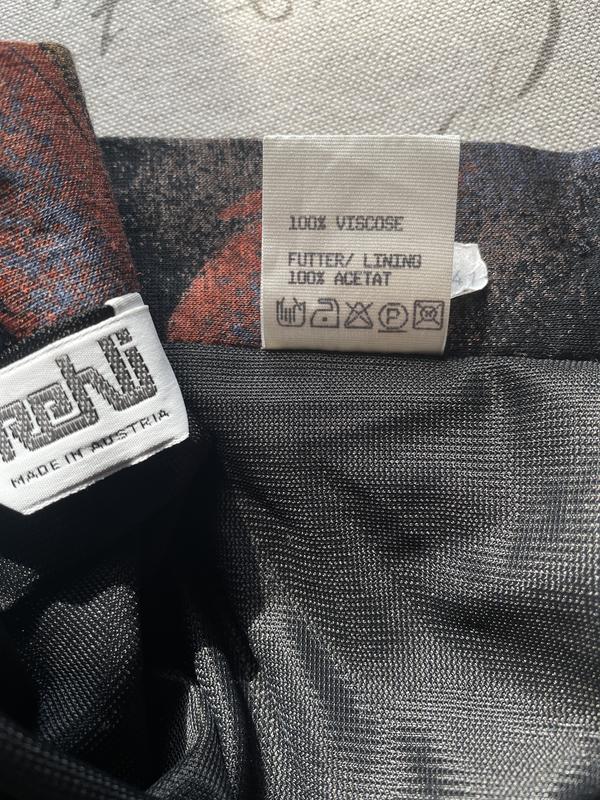 100% VISCOSE
FUTTER/ LINING
100% ACETAT
MADE IN AUSTRIA